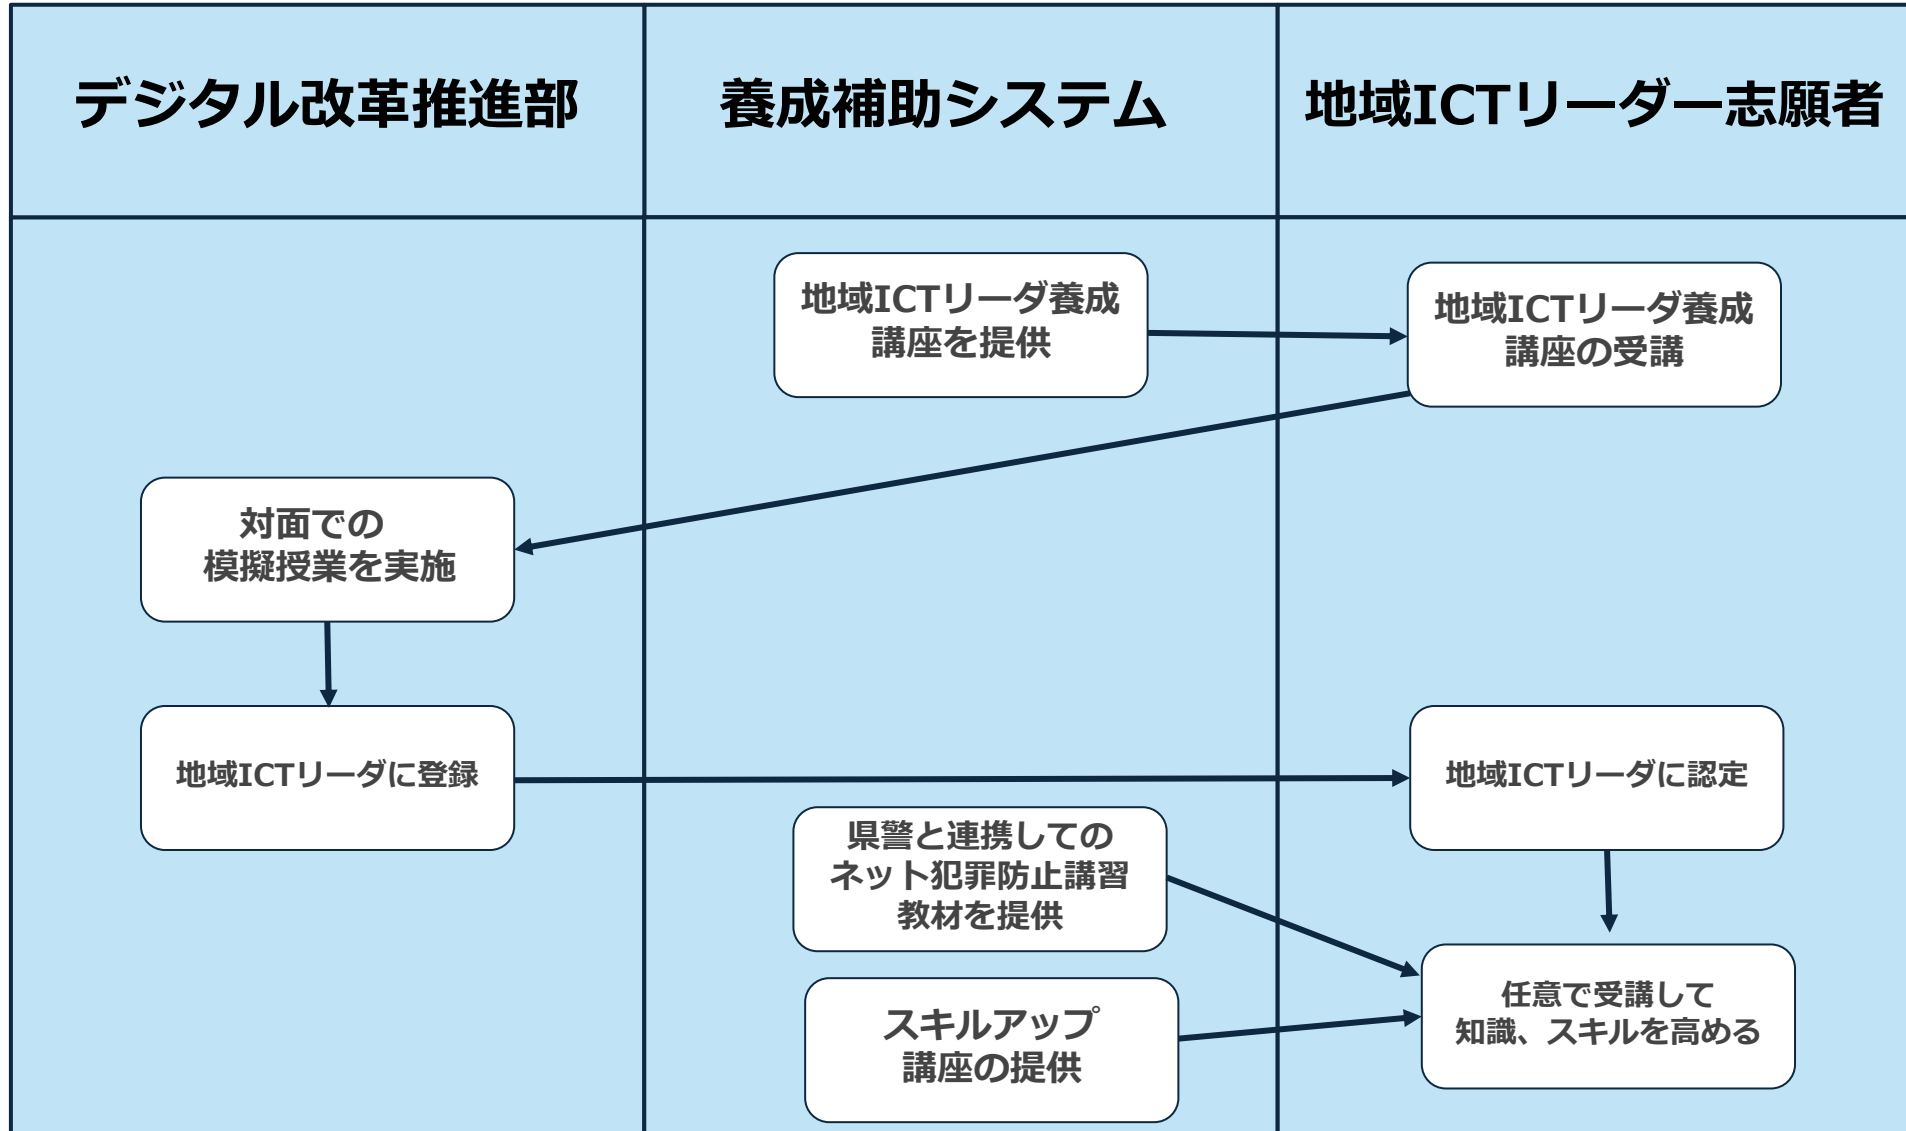 デジタル改革推進部
養成補助システム
地域ICTリーダー志願者
地域ICTリーダ養成
講座を提供
地域ICTリーダ養成
講座の受講
対面での
模擬授業を実施
地域ICTリーダに登録
地域ICTリーダに認定
県警と連携しての
ネット犯罪防止講習
教材を提供
スキルアップ
講座の提供
任意で受講して
知識、スキルを高める